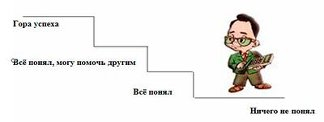 Гора успеха
Всё понял, могу помочь другим
Всё понял
Ничего не понял